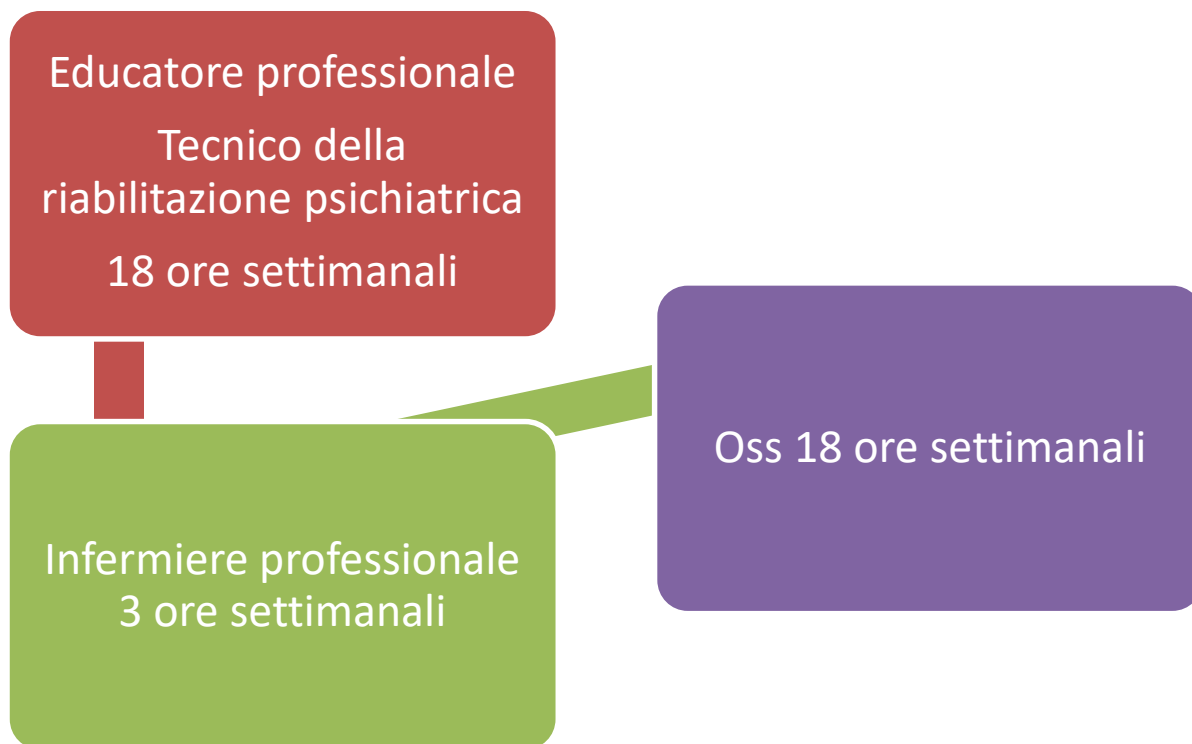 Educatore professionale
Tecnico della
riabilitazione psichiatrica
18 ore settimanali
Infermiere professionale
3 ore settimanali
Oss 18 ore settimanali